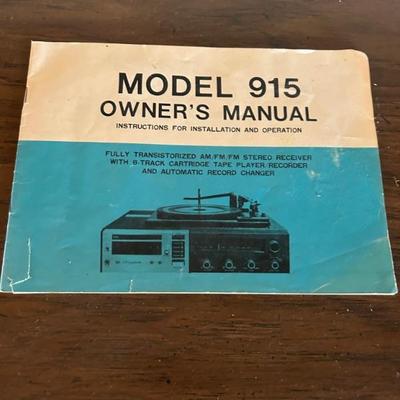 MODEL 915
OWNER'S MANUAL
INSTRUCTIONS FOR INSTALLATION AND OPERATION
FULLY TRANSISTORIZED AM/FM/FM STEREO RECEIVER
WITH 8-TRACK CARTRIDGE TAPE PLAYER/RECORDER
AND AUTOMATIC RECORD CHANGER